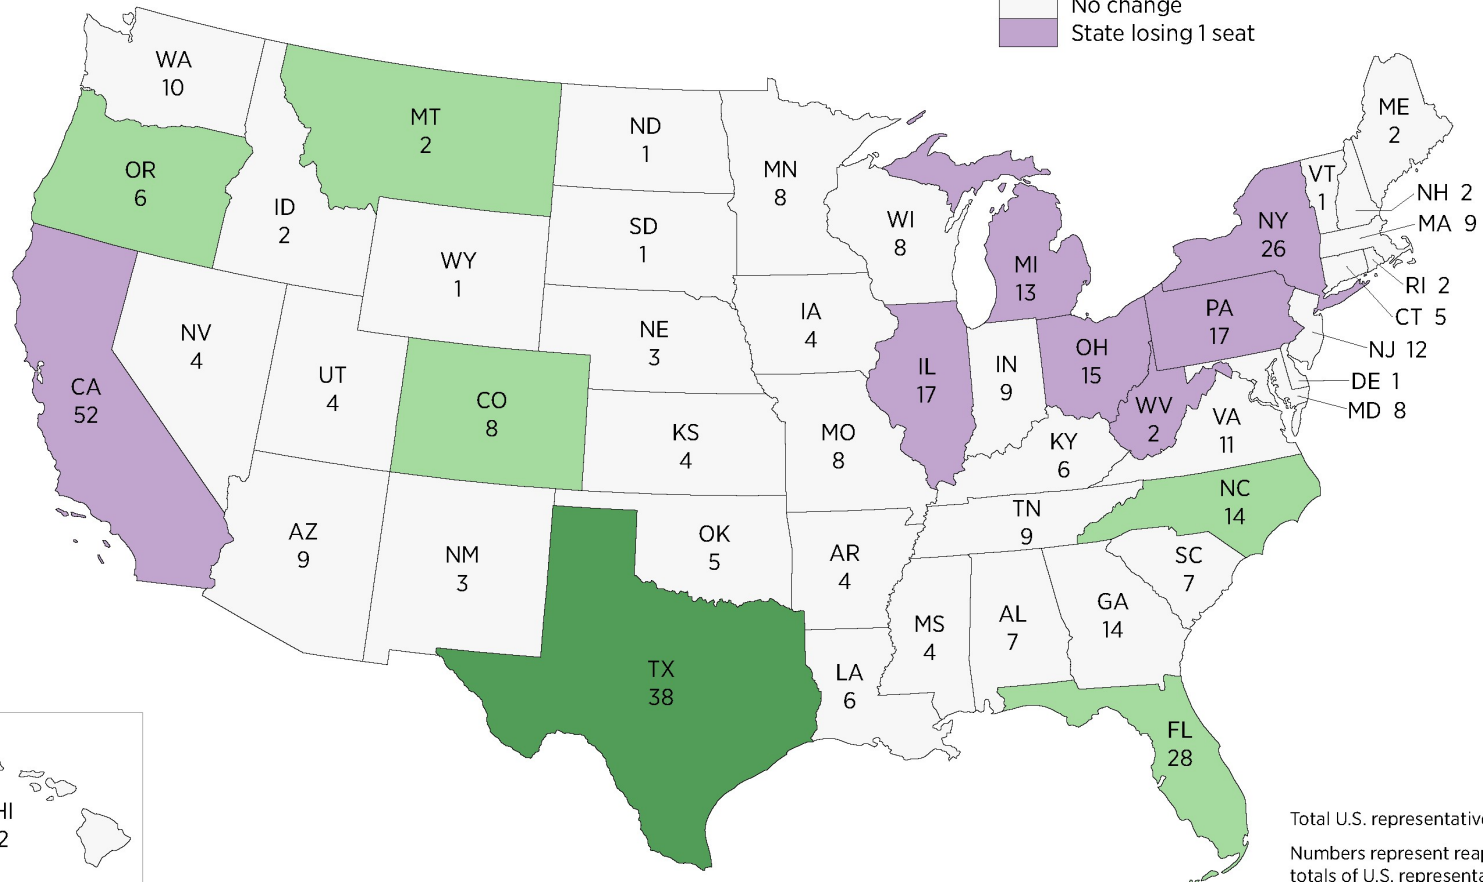 No change
State losing 1 seat
WA
10
MT
2
ND
1
MN
8
ME
2
OR
6
ID
2
SD
1
WI
8
VT
1
NH 2
MA 9
NY
26
WY
1
MI
13
RI 2
CT 5
NV
4
NE
3
IA
4
PA
17
NJ 12
UT
4
CO
8
IL
17
IN
9
OH
15
DE 1
CA
52
KS
4
MO
8
WV
2
MD 8
VA
11
KY
6
AZ
9
NM
3
OK
5
AR
4
TN
9
NC
14
SC
7
TX
38
LA
6
MS
4
AL
7
GA
14
FL
28
HI
2
Total U.S.
Numbers represent
totals of U.S.